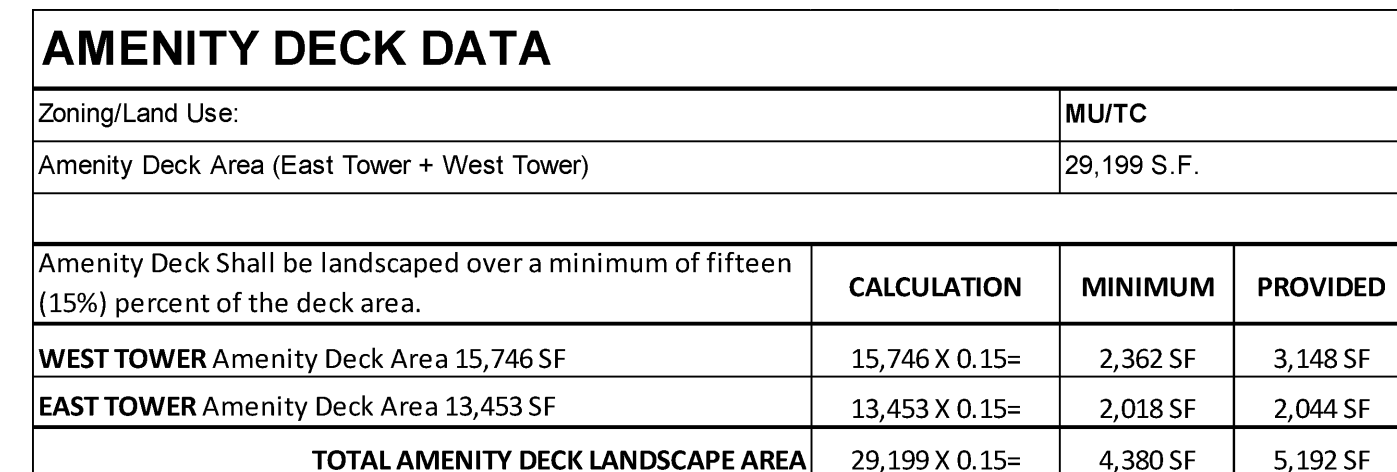 AMENITY DECK DATA
Zoning/Land Use: MU/TC
Amenity Deck Area (East Tower + West Tower) 29,199 S.F.
Amenity Deck Shall be landscaped over a minimum of fifteen
(15%) percent of the deck area. CALCULATION MINIMUM PROVIDED
WEST TOWER Amenity Deck Area 15,746 SF 15,746 X 0.15= 2,362 SF 3,148 SF
EAST TOWER Amenity Deck Area 13,453 SF 13,453 X 0.15= 2,018 SF 2,044 SF
TOTAL AMENITY DECK LANDSCAPE AREA 29,199 X 0.15= 4,380 SF 5,192 SF